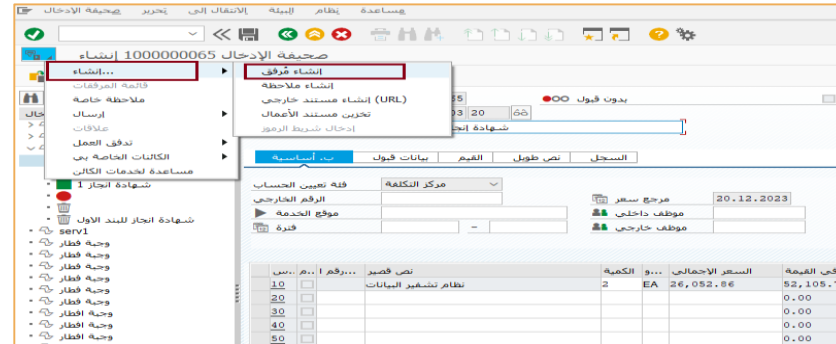 صحيفة الإدخال تحرير الانتقال إلى البيئة نظام مساعدة
صحيفة الإدخال 1000000065 إنشاء
إنشاء...
قائمة المرفقات
ملاحظة خاصة
إرسال
علاقات
تدفق العمل
الكائنات الخاصة بي
مساعدة لخدمات الكائن
إنشاء مُرفق
إنشاء ملاحظة
إنشاء مستند خارجي (URL)
تخزين مستند الأعمال
إدخال شريط الرموز
بدون قبول
20
ب. أساسية بيانات قبول القيم نص طويل السجل
فئة تعيين الحساب مركز التكلفة
الرقم الخارجي مرجع سعر 20.12.2023
موقع الخدمة موظف داخلي
فترة - موظف خارجي
شهادة انجاز 1
شهادة انجاز للبند الاول
serv1
وجبة فطار
وجبة فطار
وجبة فطار
وجبة فطار
وجبة فطار
وجبة افطار
وجبة افطار
وجبة افطار
نص قصير الكمية السعر الإجمالي
10 نظام تشفير البيانات 2 EA 26,052.86
20 0.00
30 0.00
40 0.00
50 0.00